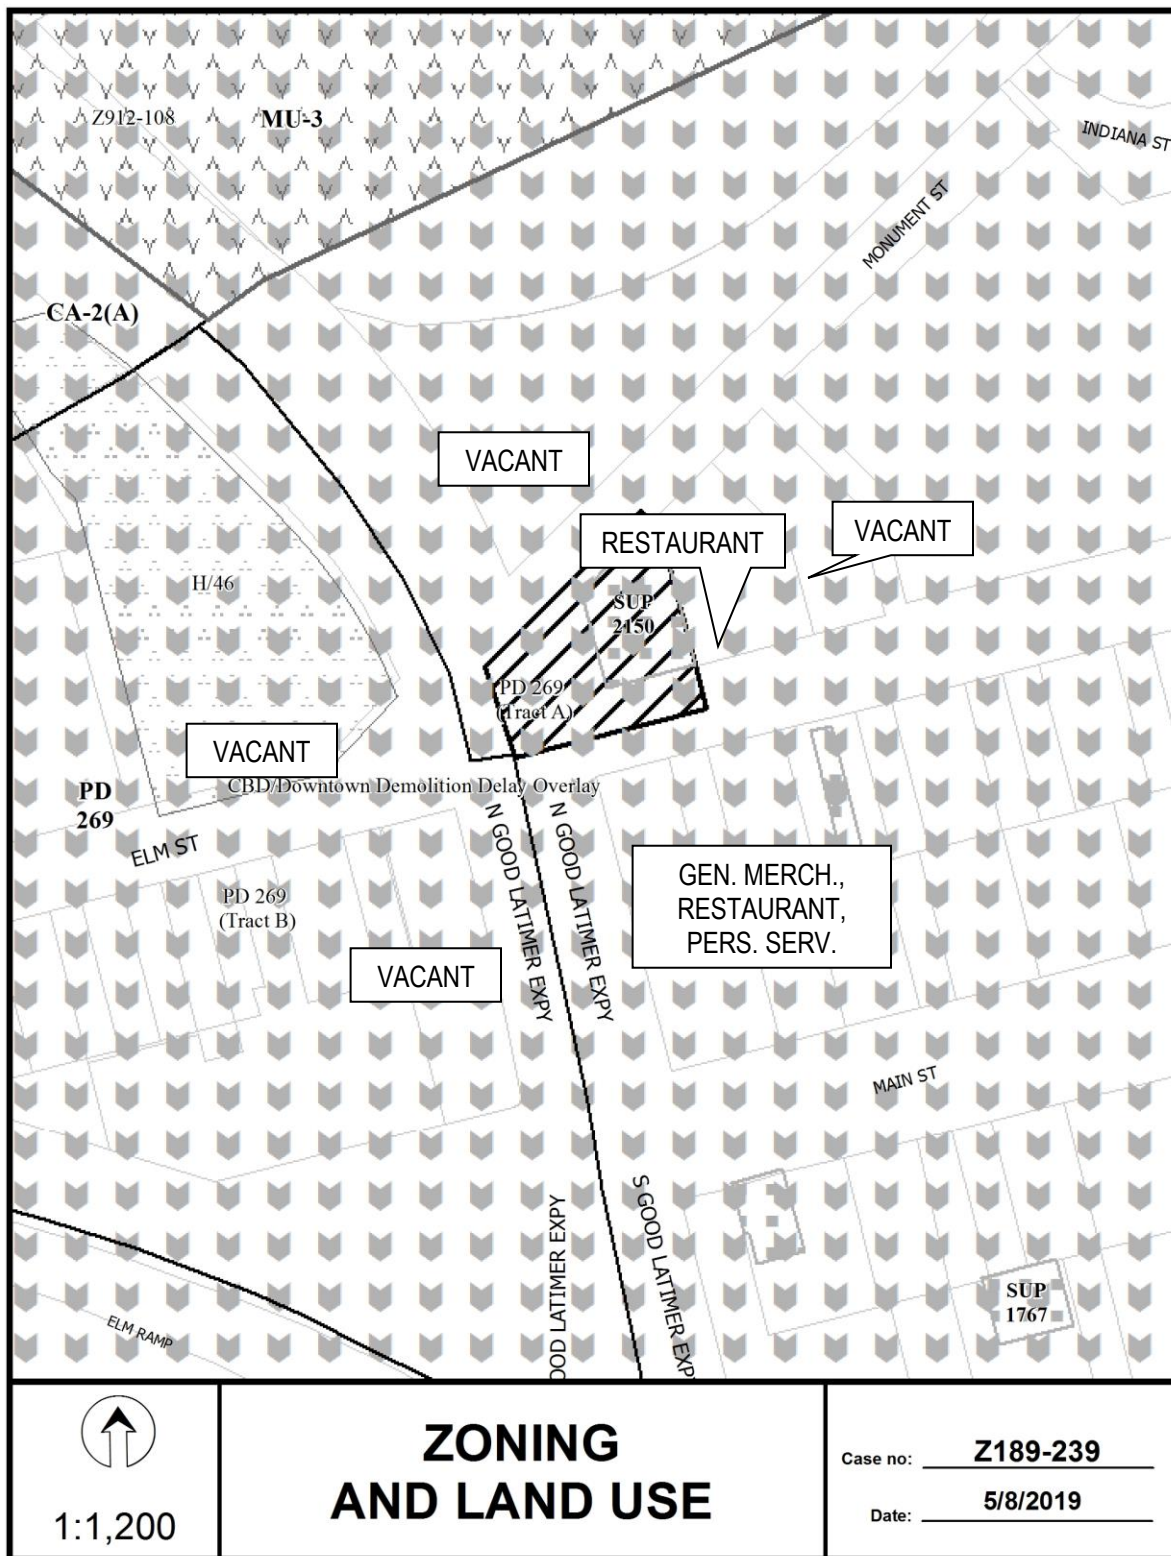 Z912-108
MU-3
INDIANA ST
MONUMENT ST
CA-2(A)
VACANT
RESTAURANT
VACANT
H/46
SUP
2150
PD 269
(Tract A)
VACANT
CBD/Downtown Demolition Delay Overlay
PD
269
ELM ST
N GOOD LATIMER EXPY
N GOOD LATIMER EXPY
GEN. MERCH.,
RESTAURANT,
PERS. SERV.
PD 269
(Tract B)
VACANT
MAIN ST
OOD LATIMER EXPY
S GOOD LATIMER EXPY
SUP
1767
ELM RAMP
1:1,200
ZONING
AND LAND USE
Case no: Z189-239
Date: 5/8/2019